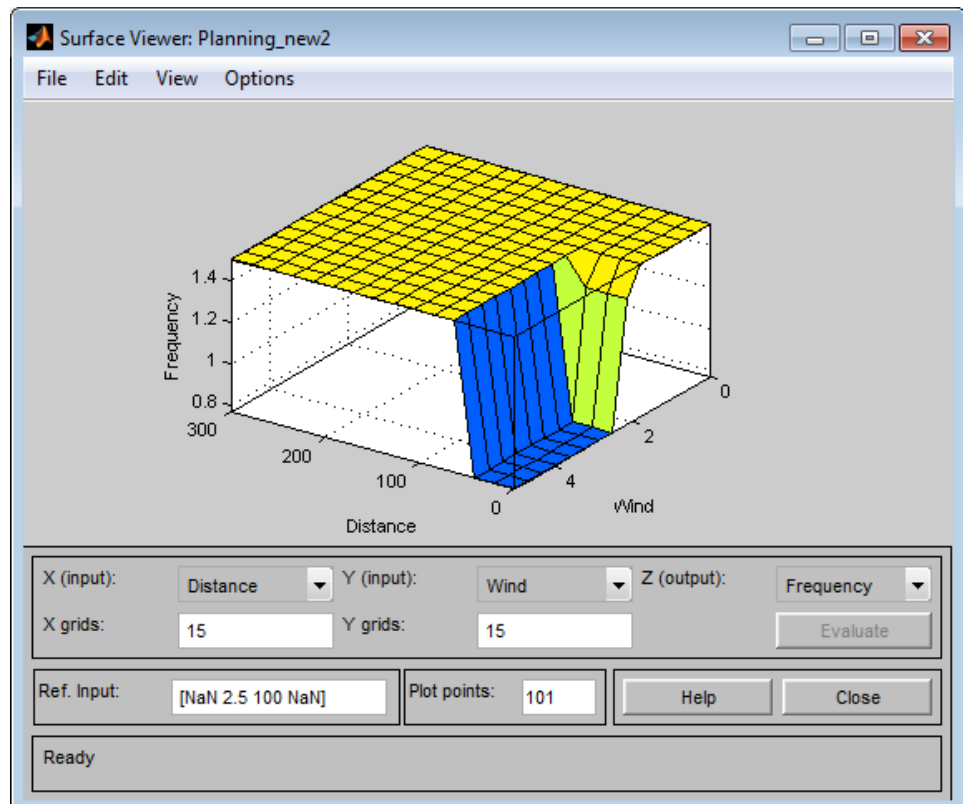 Surface Viewer: Planning_new2
File Edit View Options
1.4
1.2
1
0.8
Frequency
300
200
100
0
Distance
0
2
4
Wind
X (input): Distance Y (input): Wind Z (output): Frequency
X grids: 15 Y grids: 15 Evaluate
Ref. Input: [NaN 2.5 100 NaN] Plot points: 101 Help Close
Ready